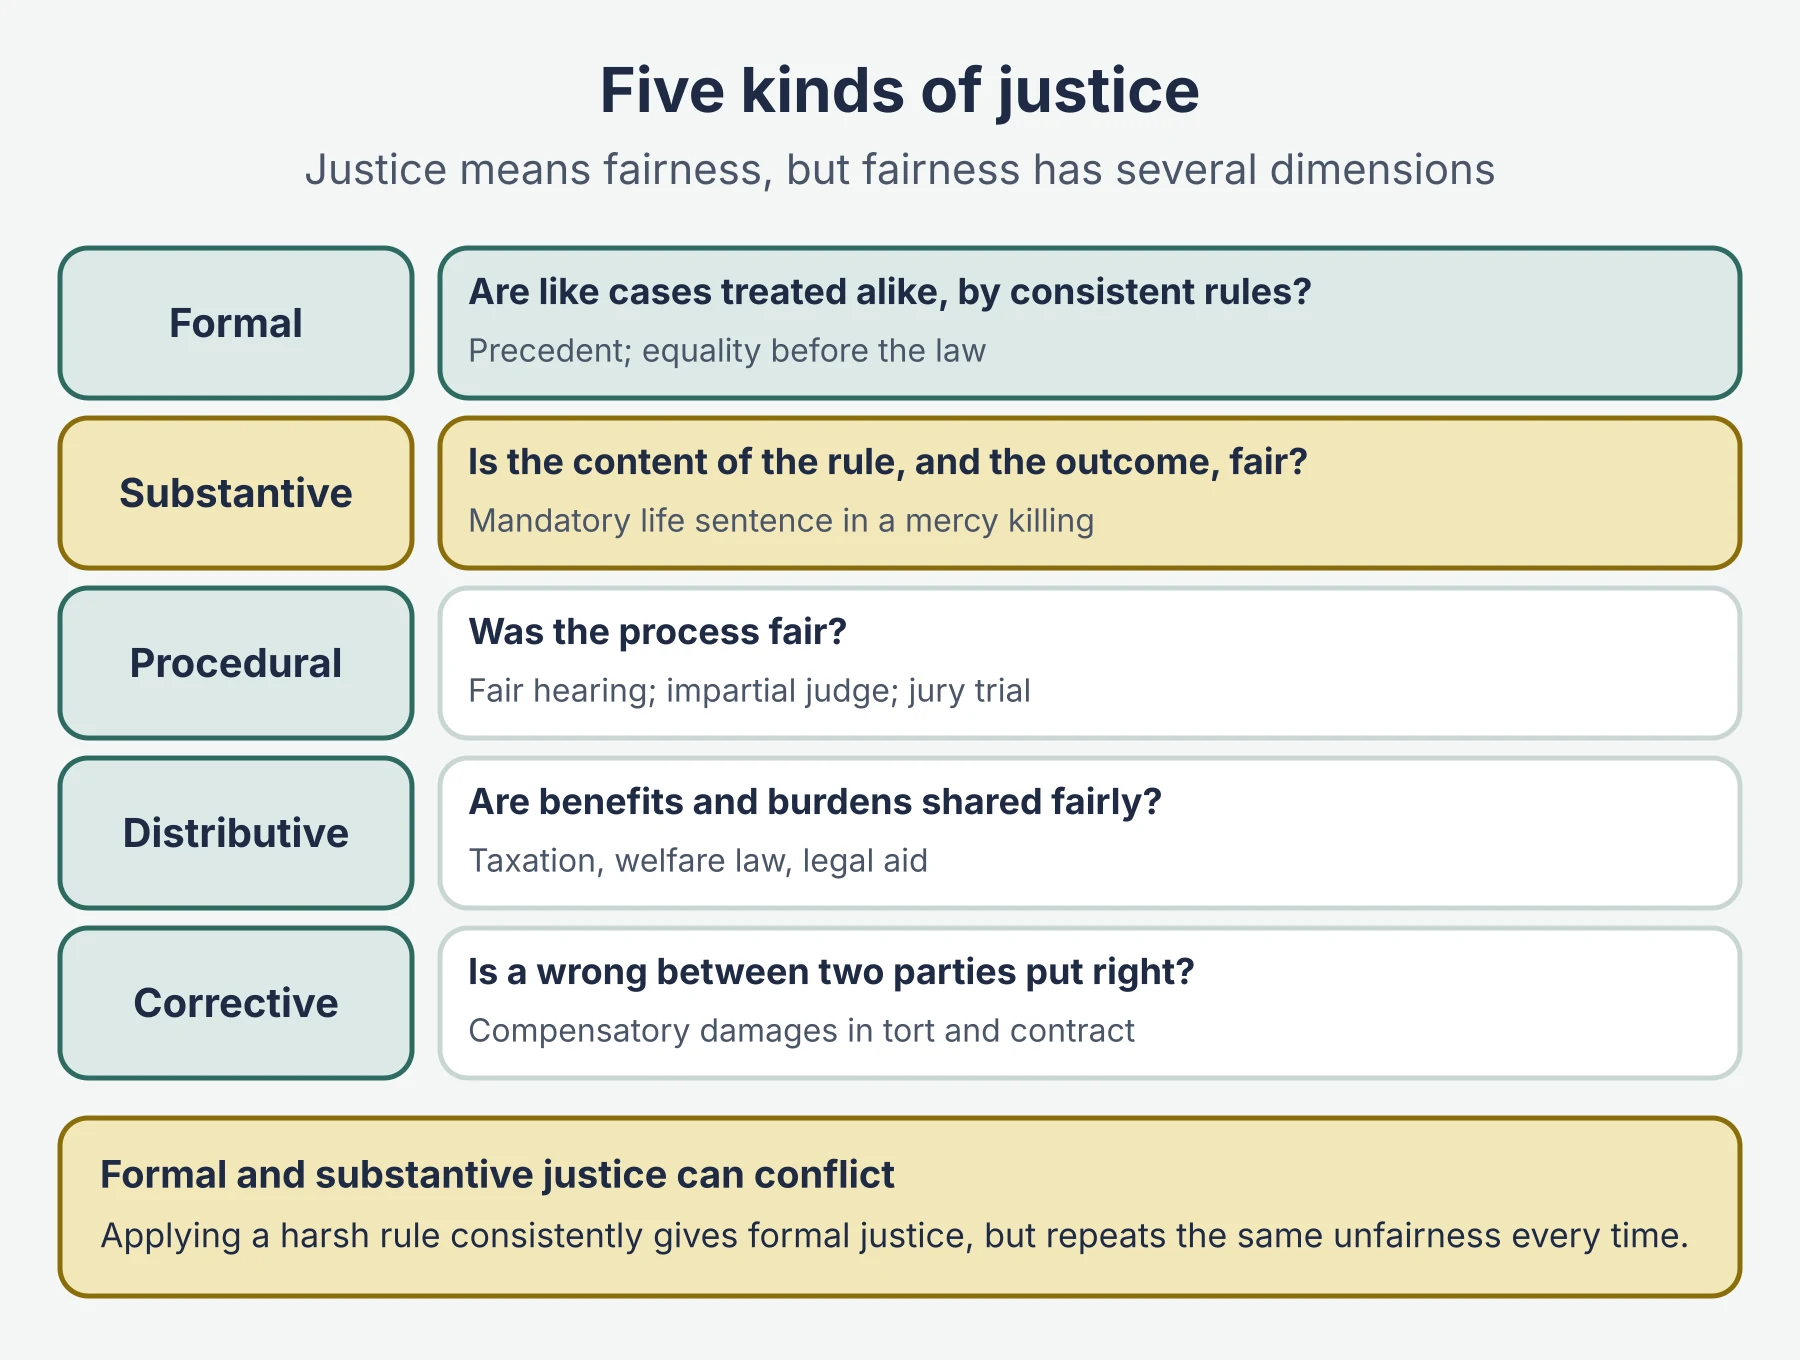 Five kinds of justice
Justice means fairness, but fairness has several dimensions
Formal
Are like cases treated alike, by consistent rules?
Precedent; equality before the law
Substantive
Is the content of the rule, and the outcome, fair?
Mandatory life sentence in a mercy killing
Procedural
Was the process fair?
Fair hearing; impartial judge; jury trial
Distributive
Are benefits and burdens shared fairly?
Taxation, welfare law, legal aid
Corrective
Is a wrong between two parties put right?
Compensatory damages in tort and contract
Formal and substantive justice can conflict
Applying a harsh rule consistently gives formal justice, but repeats the same unfairness every time.